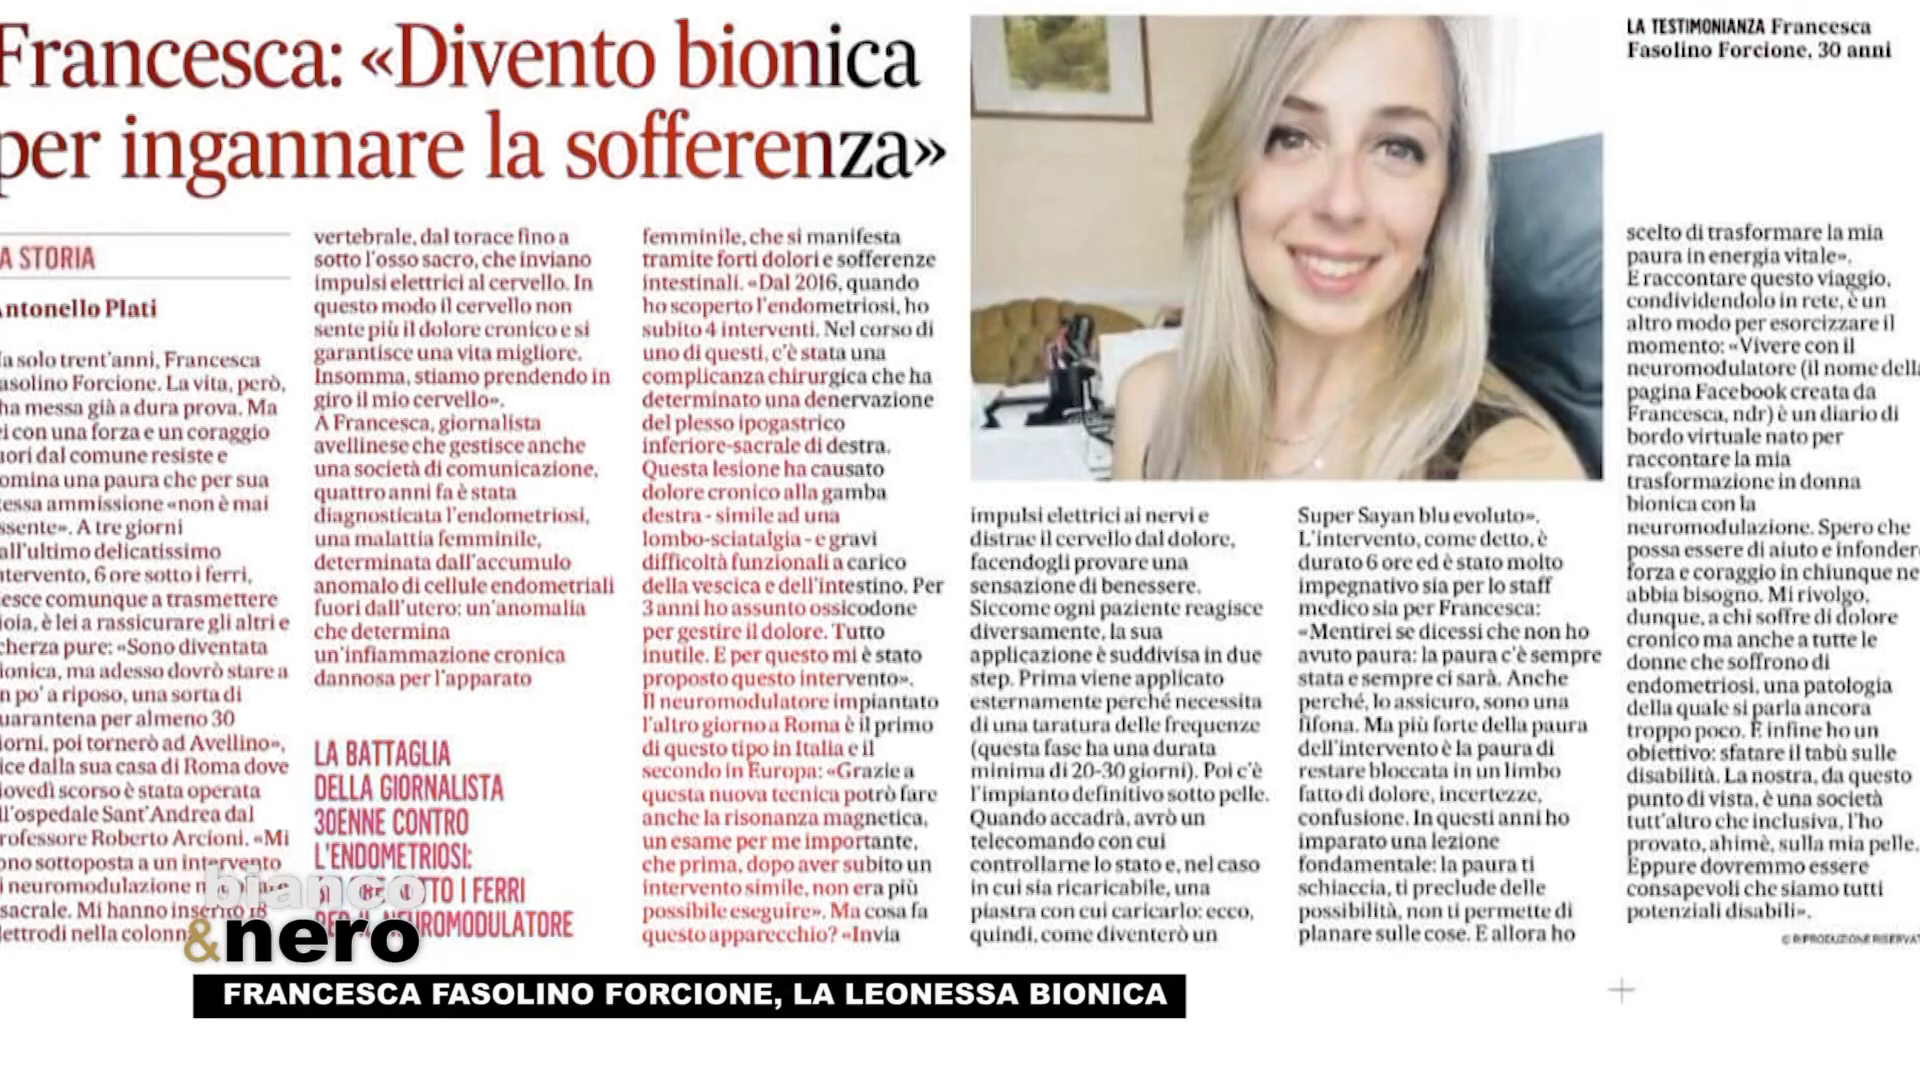 Francesca: «Divento bionica
per ingannare la sofferenza»
LA TESTIMONIANZA Francesca
Fasolino Forcione, 30 anni
A STORIA
Antonello Plati
a solo trent'anni, Francesca
asolino Forcione. La vita, però,
ha messa già a dura prova. Ma
ei con una forza e un coraggio
uori dal comune resiste e
omina una paura che per sua
tessa ammissione «non è mai
ssente». A tre giorni
all'ultimo delicatissimo
ntervento, 6 ore sotto i ferri,
iesce comunque a trasmettere
ioia, è lei a rassicurare gli altri e
cherza pure: «Sono diventata
ionica, ma adesso dovrò stare a
n po' a riposo, una sorta di
uarantena per almeno 30
iorni, poi tornerò ad Avellino»,
ice dalla sua casa di Roma dove
iovedì scorso è stata operata
ll'ospedale Sant'Andrea dal
rofessore Roberto Arcioni. «Mi
ono sottoposta a un intervento
i neuromodulazione
sacrale. Mi hanno inserito 18
lettrodi nella colonn
vertebrale, dal torace fino a
sotto l'osso sacro, che inviano
impulsi elettrici al cervello. In
questo modo il cervello non
sente più il dolore cronico e si
garantisce una vita migliore.
Insomma, stiamo prendendo in
giro il mio cervello».
A Francesca, giornalista
avellinese che gestisce anche
una società di comunicazione,
quattro anni fa è stata
diagnosticata l'endometriosi,
una malattia femminile,
determinata dall'accumulo
anomalo di cellule endometriali
fuori dall'utero: un'anomalia
che determina
un'infiammazione cronica
dannosa per l'apparato
LA BATTAGLIA
DELLA GIORNALISTA
30ENNE CONTRO
L'ENDOMETRIOSI:
TTO I FERRI
NEUROMODULATORE
femminile, che si manifesta
tramite forti dolori e sofferenze
intestinali. «Dal 2016, quando
ho scoperto l'endometriosi, ho
subito 4 interventi. Nel corso di
uno di questi, c'è stata una
complicanza chirurgica che ha
determinato una denervazione
del plesso ipogastrico
inferiore-sacrale di destra.
Questa lesione ha causato
dolore cronico alla gamba
destra - simile ad una
lombo-sciatalgia - e gravi
difficoltà funzionali a carico
della vescica e dell'intestino. Per
3 anni ho assunto ossicodone
per gestire il dolore. Tutto
inutile. E per questo mi è stato
proposto questo intervento».
Il neuromodulatore impiantato
l'altro giorno a Roma è il primo
di questo tipo in Italia e il
secondo in Europa: «Grazie a
questa nuova tecnica potrò fare
anche la risonanza magnetica,
un esame per me importante,
che prima, dopo aver subito un
intervento simile, non era più
possibile eseguire». Ma cosa fa
questo apparecchio? «Invia
impulsi elettrici ai nervi e
distrae il cervello dal dolore,
facendogli provare una
sensazione di benessere.
Siccome ogni paziente reagisce
diversamente, la sua
applicazione è suddivisa in due
step. Prima viene applicato
esternamente perché necessita
di una taratura delle frequenze
(questa fase ha una durata
minima di 20-30 giorni). Poi c'è
l'impianto definitivo sotto pelle.
Quando accadrà, avrò un
telecomando con cui
controllarne lo stato e, nel caso
in cui sia ricaricabile, una
piastra con cui caricarlo: ecco,
quindi, come diventerò un
Super Sayan blu evoluto».
L'intervento, come detto, è
durato 6 ore ed è stato molto
impegnativo sia per lo staff
medico sia per Francesca:
«Mentirei se dicessi che non ho
avuto paura: la paura c'è sempre
stata e sempre ci sarà. Anche
perché, lo assicuro, sono una
fifona. Ma più forte della paura
dell'intervento è la paura di
restare bloccata in un limbo
fatto di dolore, incertezze,
confusione. In questi anni ho
imparato una lezione
fondamentale: la paura ti
schiaccia, ti preclude delle
possibilità, non ti permette di
planare sulle cose. E allora ho
scelto di trasformare la mia
paura in energia vitale».
E raccontare questo viaggio,
condividendolo in rete, è un
altro modo per esorcizzare il
momento: «Vivere con il
neuromodulatore (il nome della
pagina Facebook creata da
Francesca, ndr) è un diario di
bordo virtuale nato per
raccontare la mia
trasformazione in donna
bionica con la
neuromodulazione. Spero che
possa essere di aiuto e infonder
forza e coraggio in chiunque ne
abbia bisogno. Mi rivolgo,
dunque, a chi soffre di dolore
cronico ma anche a tutte le
donne che soffrono di
endometriosi, una patologia
della quale si parla ancora
troppo poco. E infine ho un
obiettivo: sfatare il tabù sulle
disabilità. La nostra, da questo
punto di vista, è una società
tutt'altro che inclusiva, l'ho
provato, ahimè, sulla mia pelle.
Eppure dovremmo essere
consapevoli che siamo tutti
potenziali disabili».
© RIPRODUZIONE RISERVAT
bianco
&nero
FRANCESCA FASOLINO FORCIONE, LA LEONESSA BIONICA